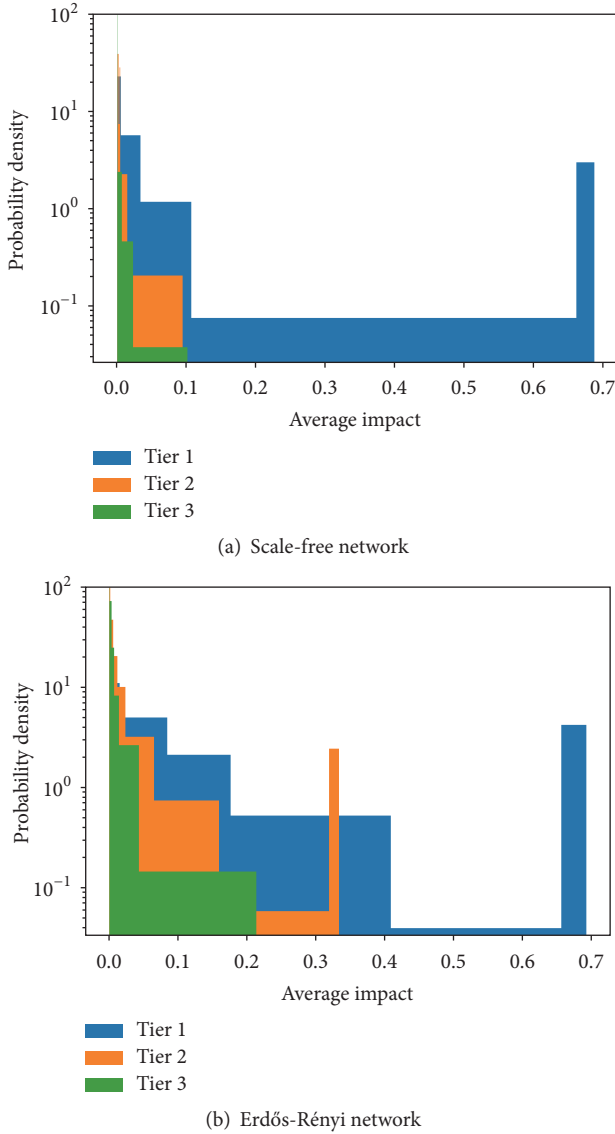 10²
10¹
10⁰
10⁻¹
Probability density
0.0 0.1 0.2 0.3 0.4 0.5 0.6 0.7
Average impact
Tier 1
Tier 2
Tier 3
(a) Scale-free network
10²
10¹
10⁰
10⁻¹
Probability density
0.0 0.1 0.2 0.3 0.4 0.5 0.6 0.7
Average impact
Tier 1
Tier 2
Tier 3
(b) Erdős-Rényi network